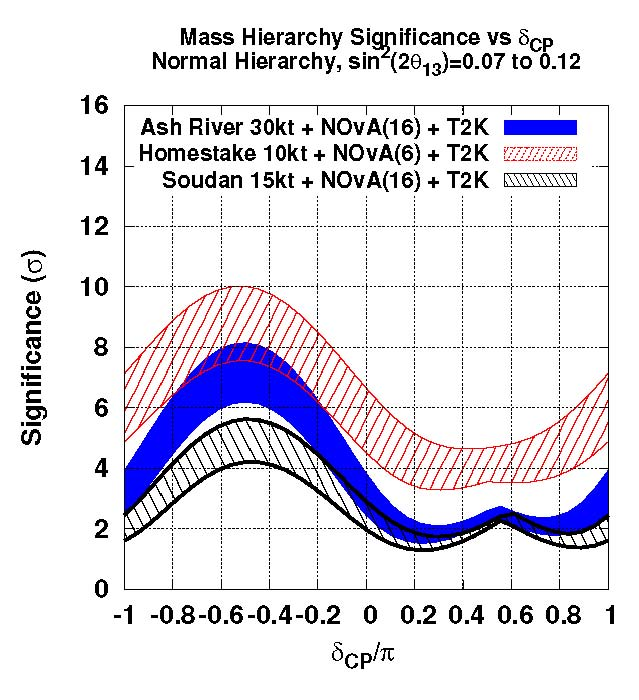 Mass Hierarchy Significance vs δCP
Normal Hierarchy, sin²(2θ13)=0.07 to 0.12
16
14
12
10
8
6
4
2
0
Ash River 30kt + NOvA(16) + T2K
Homestake 10kt + NOvA(6) + T2K
Soudan 15kt + NOvA(16) + T2K
Significance (σ)
-1 -0.8 -0.6 -0.4 -0.2 0 0.2 0.4 0.6 0.8 1
δCP/π